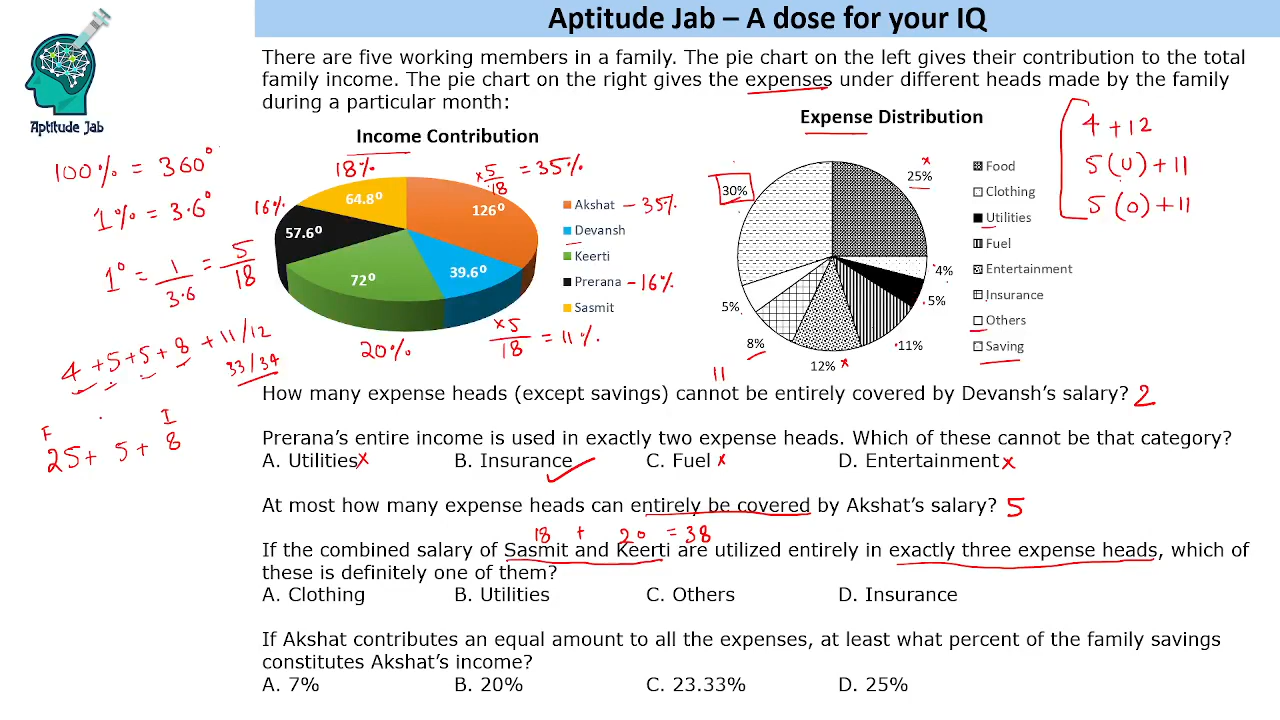 Aptitude Jab – A dose for your IQ
Aptitude Jab
There are five working members in a family. The pie chart on the left gives their contribution to the total
family income. The pie chart on the right gives the expenses under different heads made by the family
during a particular month:
Income Contribution
126⁰
39.6⁰
72⁰
57.6⁰
64.8⁰
Akshat – 35%
Devansh
Keerti
Prerana – 16%
Sasmit
18%
×5/18 = 35%
16%
20%
×5/18 = 11%
Expense Distribution
25% ×
4%
5%
11%
12% ×
8%
5%
30%
Food
Clothing
Utilities
Fuel
Entertainment
Insurance
Others
Saving
4 + 12
5 (U) + 11
5 (O) + 11
100% = 360°
1% = 3.6°
1° = 1/3.6 = 5/18
4 + 5 + 5 + 8 + 11/12
33/34
F I
25 + 5 + 8
11
How many expense heads (except savings) cannot be entirely covered by Devansh's salary? 2
Prerana's entire income is used in exactly two expense heads. Which of these cannot be that category?
A. Utilities × B. Insurance ✓ C. Fuel × D. Entertainment ×
At most how many expense heads can entirely be covered by Akshat's salary? 5
18 + 20 = 38
If the combined salary of Sasmit and Keerti are utilized entirely in exactly three expense heads, which of
these is definitely one of them?
A. Clothing B. Utilities C. Others D. Insurance
If Akshat contributes an equal amount to all the expenses, at least what percent of the family savings
constitutes Akshat's income?
A. 7% B. 20% C. 23.33% D. 25%